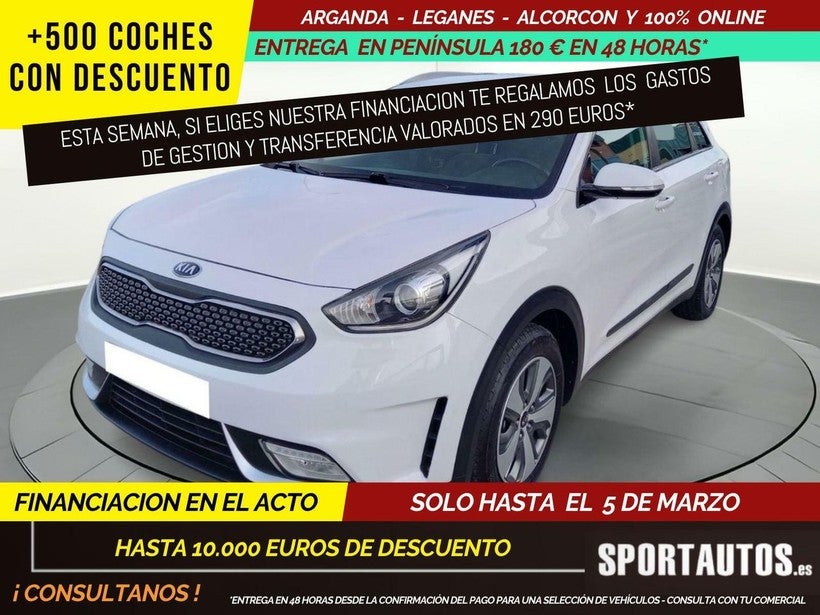 +500 COCHES
CON DESCUENTO
ARGANDA - LEGANES - ALCORCON Y 100% ONLINE
ENTREGA EN PENÍNSULA 180 € EN 48 HORAS*
ESTA SEMANA, SI ELIGES NUESTRA FINANCIACION TE REGALAMOS LOS GASTOS
DE GESTION Y TRANSFERENCIA VALORADOS EN 290 EUROS*
KIA
FINANCIACION EN EL ACTO
SOLO HASTA EL 5 DE MARZO
HASTA 10.000 EUROS DE DESCUENTO
SPORTAUTOS.es
¡ CONSULTANOS !
*ENTREGA EN 48 HORAS DESDE LA CONFIRMACIÓN DEL PAGO PARA UNA SELECCIÓN DE VEHÍCULOS - CONSULTA CON TU COMERCIAL